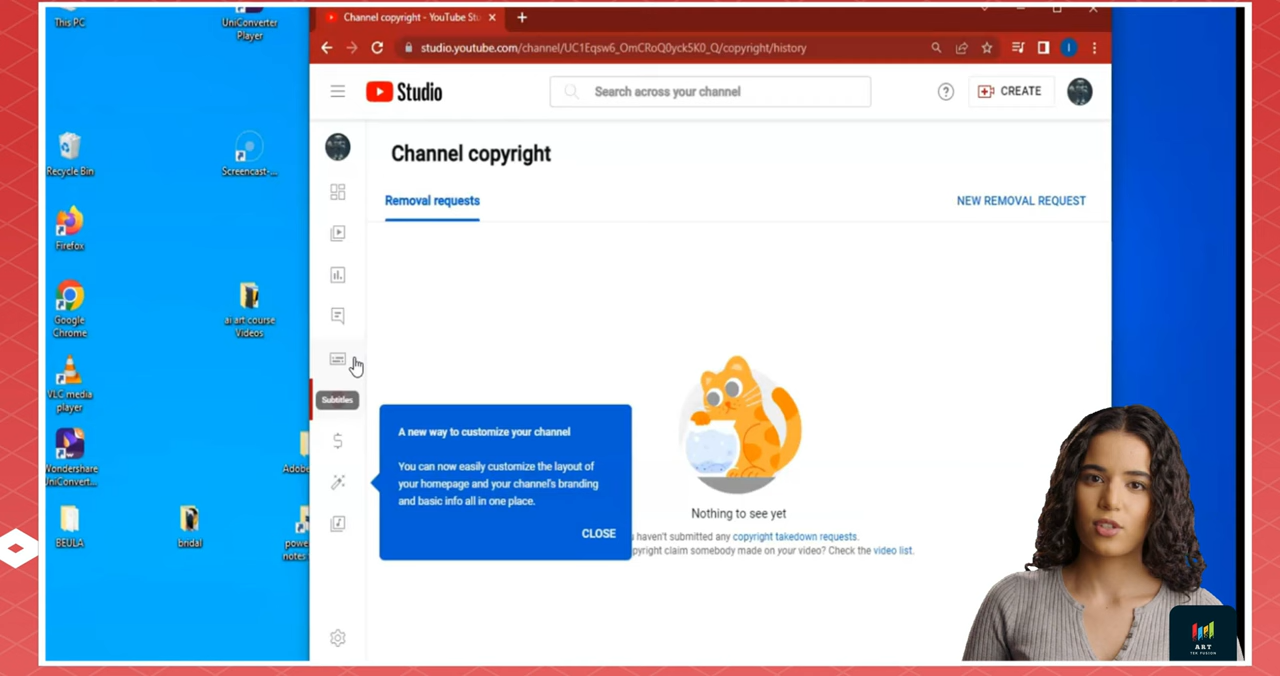 This PC
UniConverter
Player
Channel copyright - YouTube Stu
studio.youtube.com/channel/UC1Eqsw6_OmCRoQ0yck5K0_Q/copyright/history
I
Studio
Search across your channel
CREATE
Channel copyright
Removal requests
NEW REMOVAL REQUEST
Recycle Bin
Screencast-...
Firefox
Google
Chrome
ai art course
Videos
VLC media
player
Subtitles
Wondershare
UniConvert...
Adobe
A new way to customize your channel
You can now easily customize the layout of
your homepage and your channel's branding
and basic info all in one place.
CLOSE
Nothing to see yet
haven't submitted any copyright takedown requests.
pyright claim somebody made on your video? Check the video list.
BEULA
bridal
powe
notes
ART
TEK FUSION